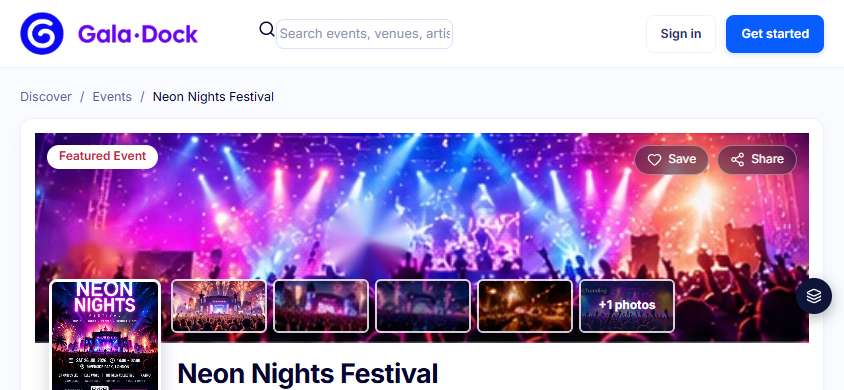 Gala·Dock
Search events, venues, artis
Sign in
Get started
Discover / Events / Neon Nights Festival
Featured Event
Save
Share
NEON
NIGHTS
FESTIVAL
+1 photos
Neon Nights Festival